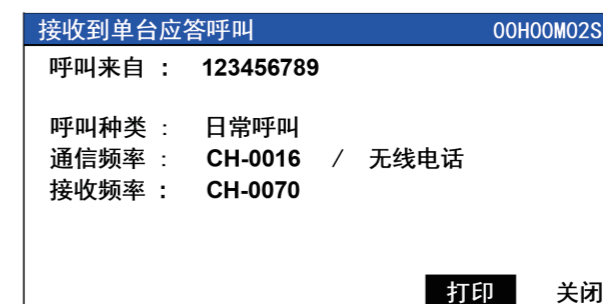 接收到单台应答呼叫 00H00M02S
呼叫来自 : 123456789
呼叫种类 : 日常呼叫
通信频率 : CH-0016 / 无线电话
接收频率 : CH-0070
打印 关闭